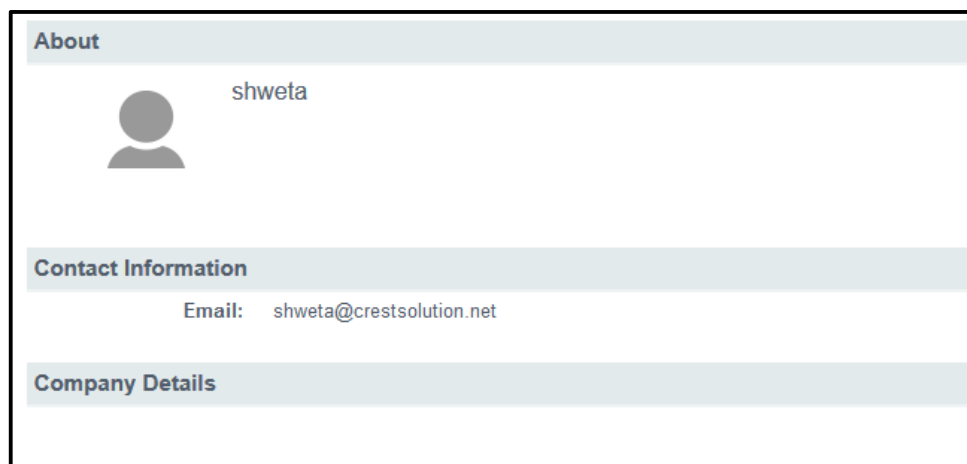 About
shweta
Contact Information
Email: shweta@crestsolution.net
Company Details